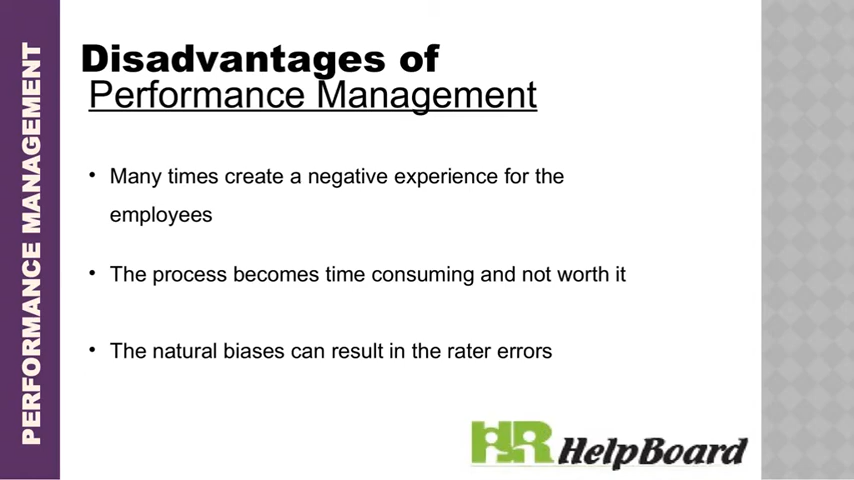 PERFORMANCE MANAGEMENT
Disadvantages of
Performance Management
• Many times create a negative experience for the
employees
• The process becomes time consuming and not worth it
• The natural biases can result in the rater errors
HR HelpBoard